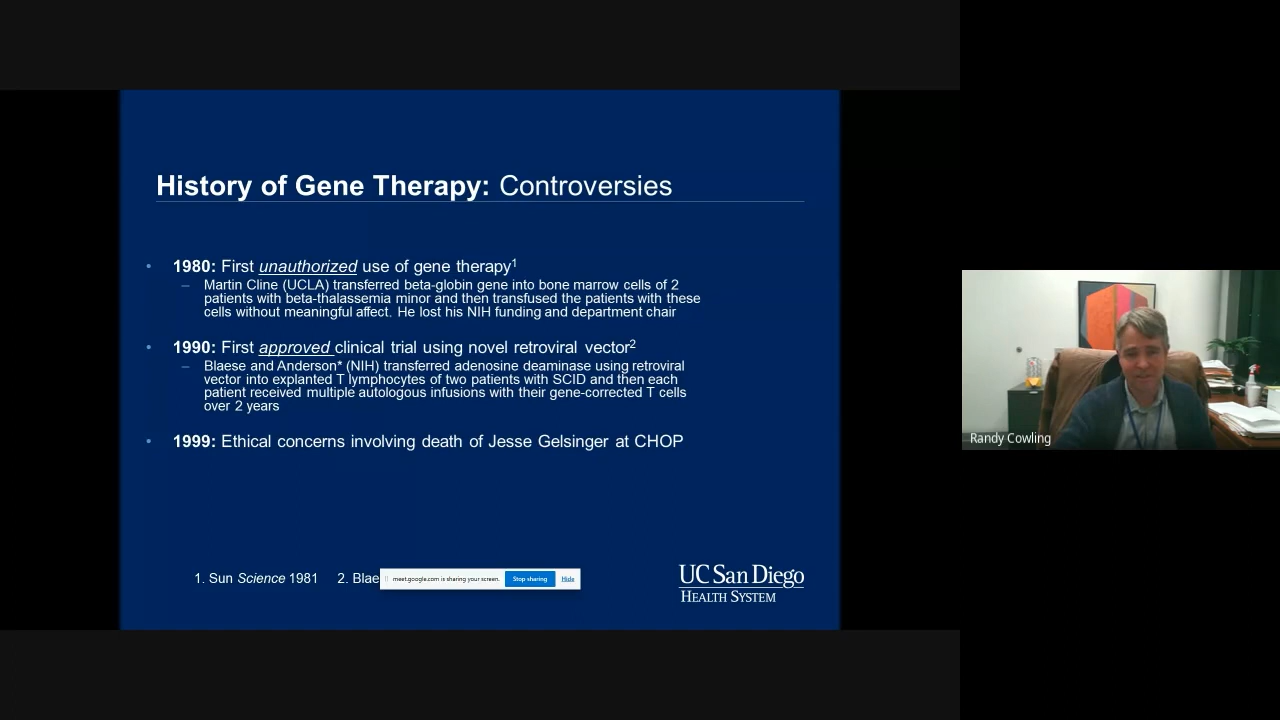 History of Gene Therapy: Controversies
• 1980: First unauthorized use of gene therapy1
– Martin Cline (UCLA) transferred beta-globin gene into bone marrow cells of 2
patients with beta-thalassemia minor and then transfused the patients with these
cells without meaningful affect. He lost his NIH funding and department chair
• 1990: First approved clinical trial using novel retroviral vector2
– Blaese and Anderson* (NIH) transferred adenosine deaminase using retroviral
vector into explanted T lymphocytes of two patients with SCID and then each
patient received multiple autologous infusions with their gene-corrected T cells
over 2 years
• 1999: Ethical concerns involving death of Jesse Gelsinger at CHOP
Randy Cowling
1. Sun Science 1981 2. Blae
meet.google.com is sharing your screen. Stop sharing Hide
UC San Diego
HEALTH SYSTEM